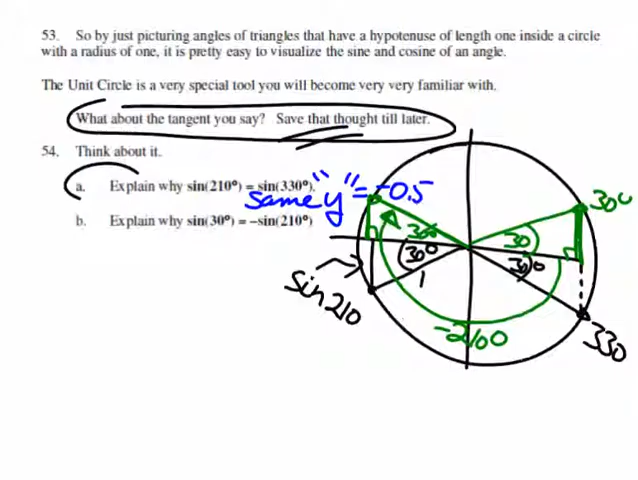 53. So by just picturing angles of triangles that have a hypotenuse of length one inside a circle
with a radius of one, it is pretty easy to visualize the sine and cosine of an angle.
The Unit Circle is a very special tool you will become very very familiar with.
What about the tangent you say? Save that thought till later.
54. Think about it.
a. Explain why sin(210°) = sin(330°).
same "y" = -0.5
b. Explain why sin(30°) = -sin(210°)
30°
30°
30
30°
30°
1
sin 210
-210°
330